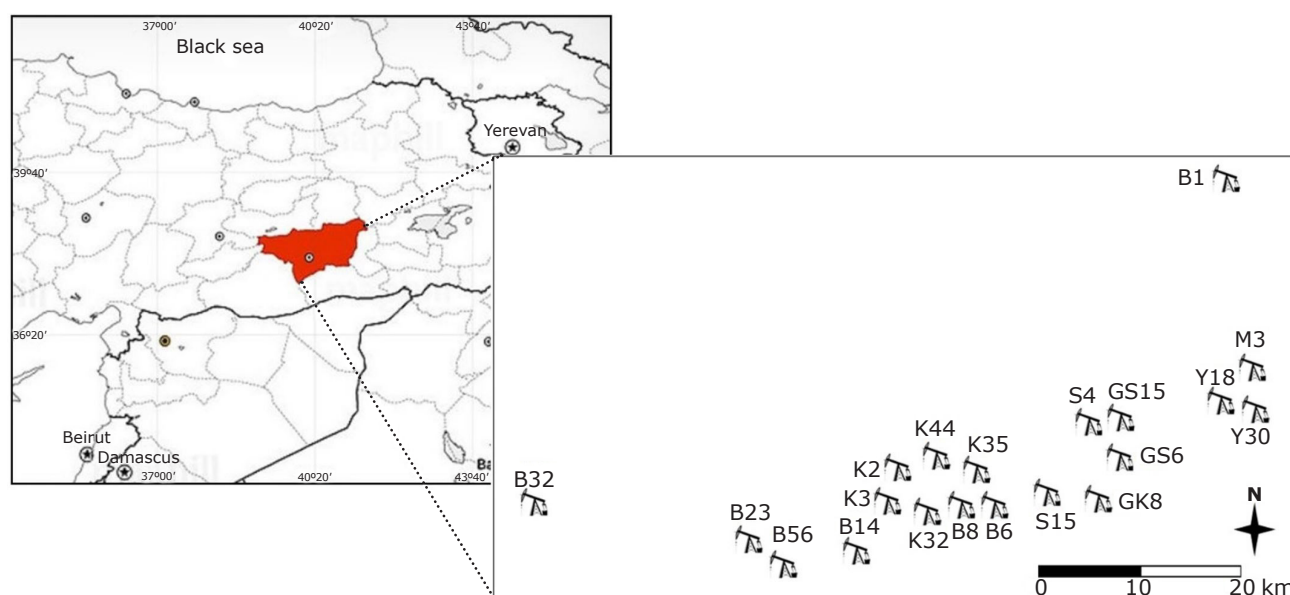 37º00’ 40º20’ 43º40’
Black sea
Yerevan
39º40’
36º20’
Beirut
Damascus
37º00’ 40º20’ 43º40’
B1
M3
Y18
S4 GS15
Y30
K44
K35
GS6
K2
B32
K3
GK8
S15
N
B23
B14
K32 B8 B6
B56
0 10 20 km